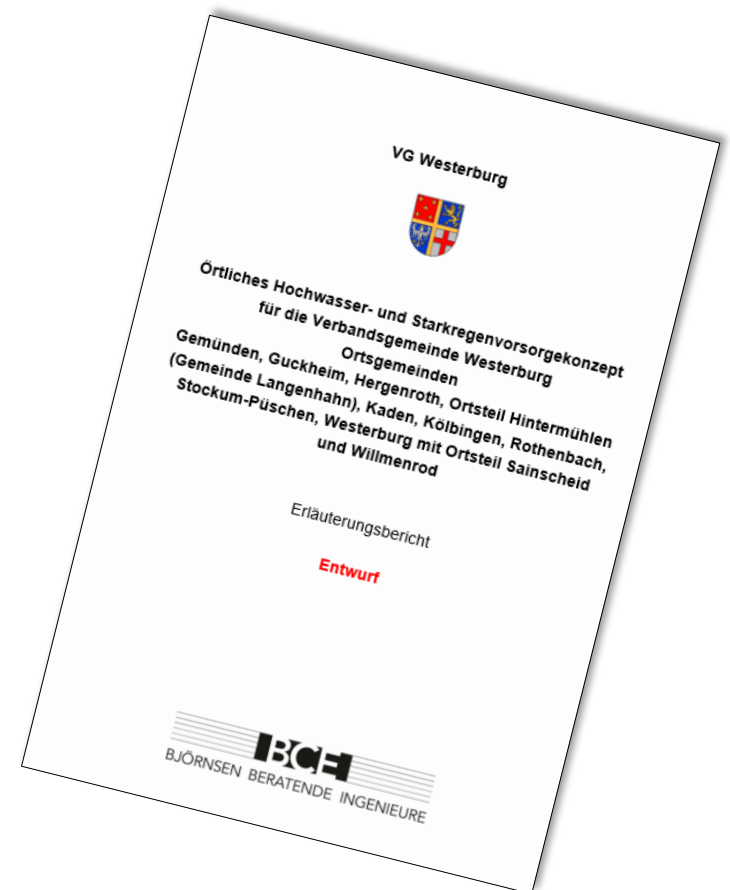 VG Westerburg
Örtliches Hochwasser- und Starkregenvorsorgekonzept
für die Verbandsgemeinde Westerburg
Ortsgemeinden
Gemünden, Guckheim, Hergenroth, Ortsteil Hintermühlen
(Gemeinde Langenhahn), Kaden, Kölbingen, Rothenbach,
Stockum-Püschen, Westerburg mit Ortsteil Sainscheid
und Willmenrod
Erläuterungsbericht
Entwurf
BCE
BJÖRNSEN BERATENDE INGENIEURE